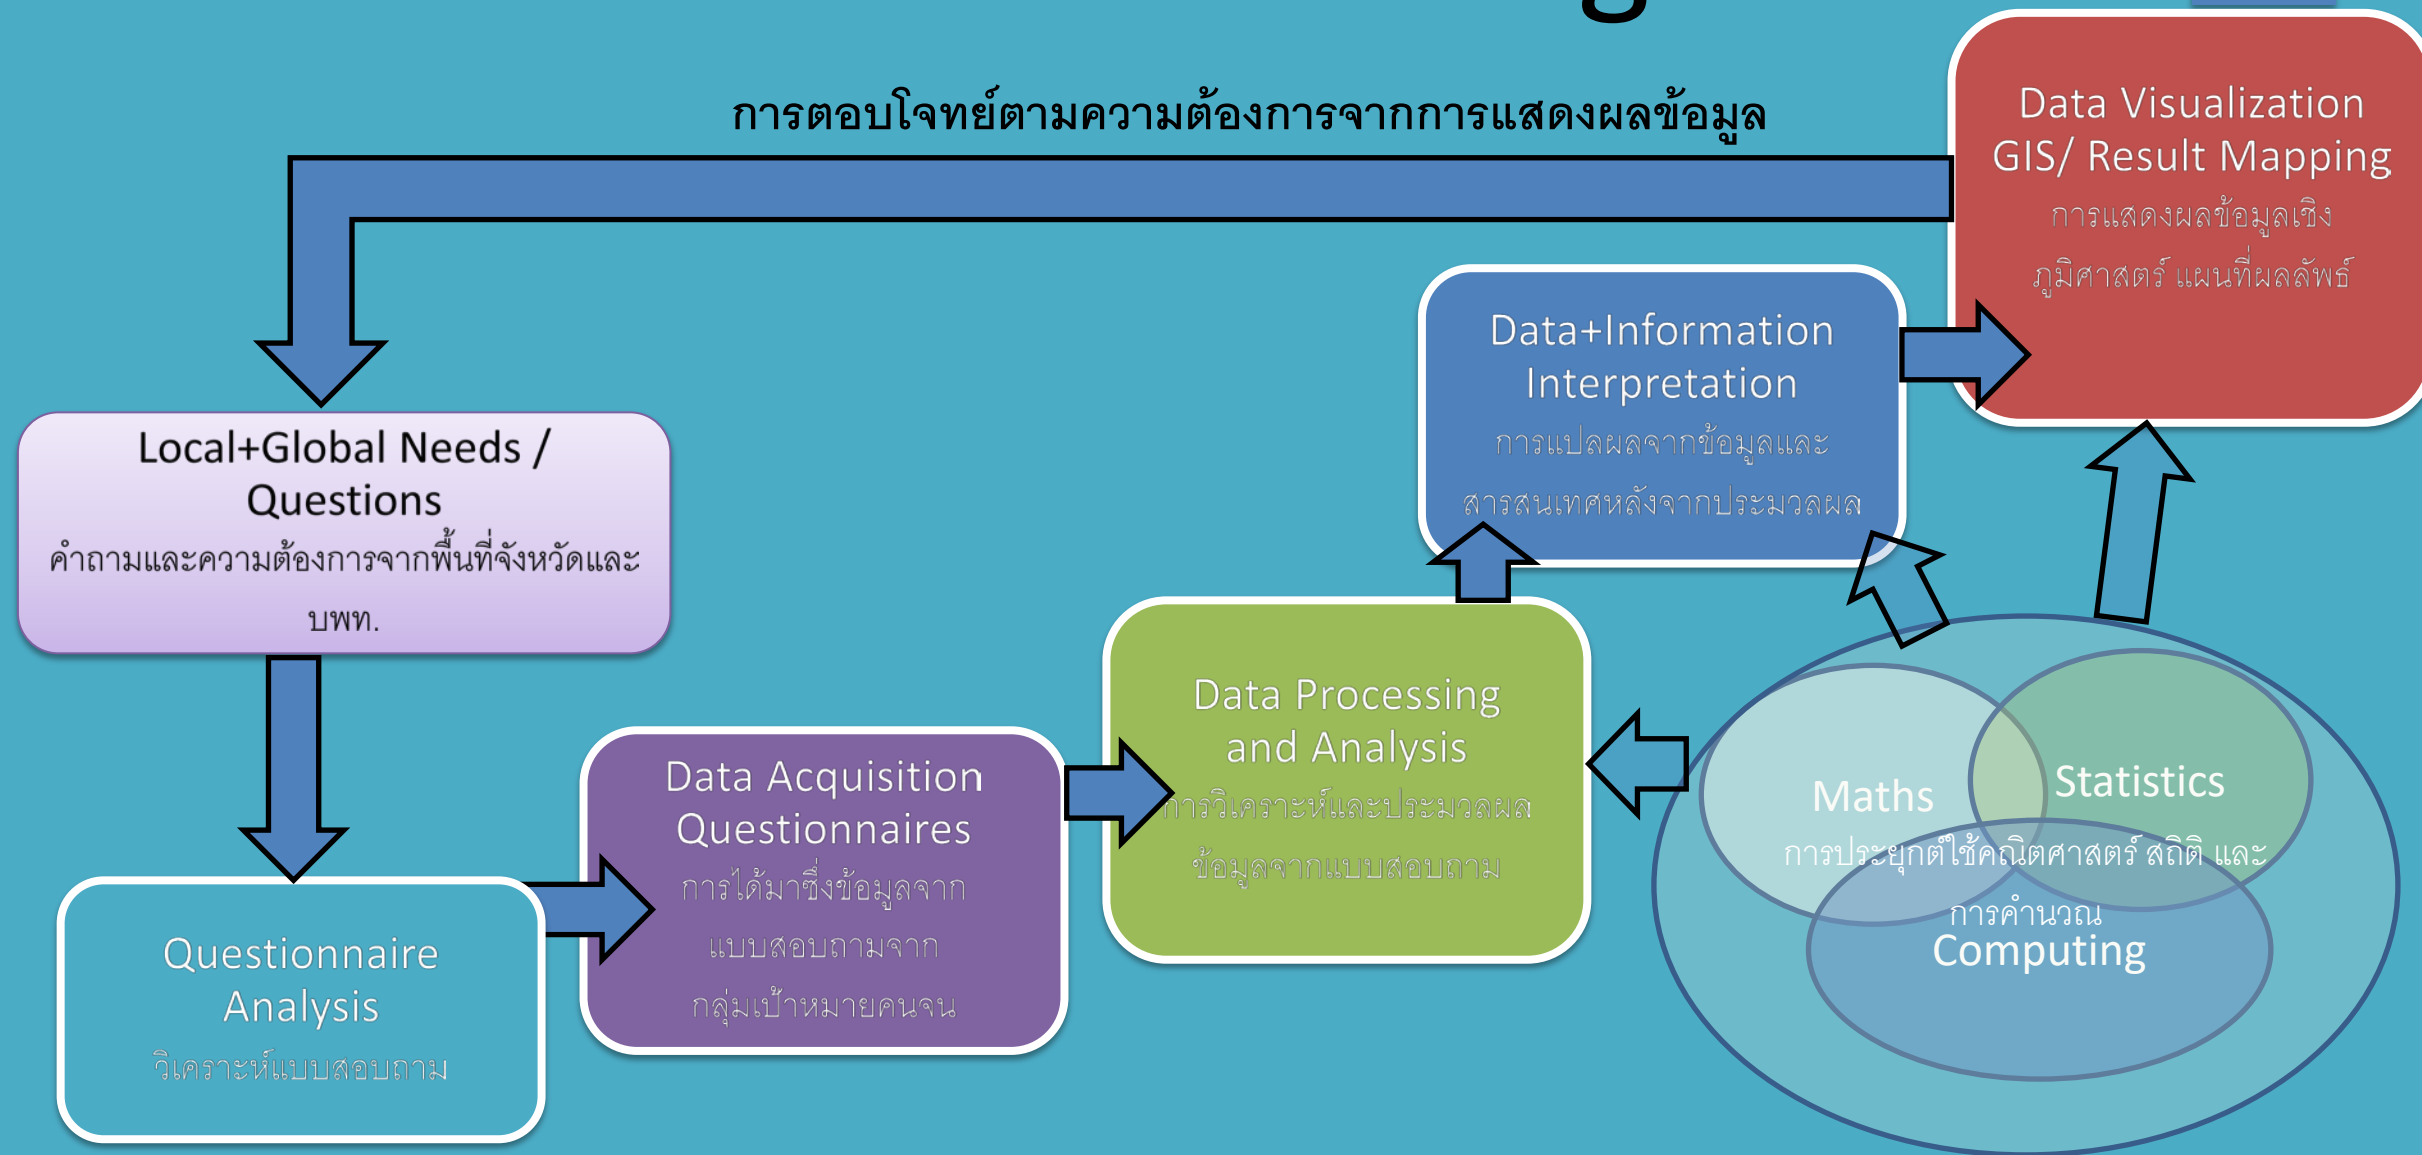 การตอบโจทย์ตามความต้องการจากการแสดงผลข้อมูล
Data Visualization
GIS/ Result Mapping
การแสดงผลข้อมูลเชิง
ภูมิศาสตร์ แผนที่ผลลัพธ์
Data+Information
Interpretation
การแปลผลจากข้อมูลและ
สารสนเทศหลังจากประมวลผล
Local+Global Needs /
Questions
คำถามและความต้องการจากพื้นที่จังหวัดและ
บพท.
Data Processing
and Analysis
การวิเคราะห์และประมวลผล
ข้อมูลจากแบบสอบถาม
Data Acquisition
Questionnaires
การได้มาซึ่งข้อมูลจาก
แบบสอบถามจาก
กลุ่มเป้าหมายคนจน
Questionnaire
Analysis
วิเคราะห์แบบสอบถาม
Maths
Statistics
การประยุกต์ใช้คณิตศาสตร์ สถิติ และ
การคำนวณ
Computing